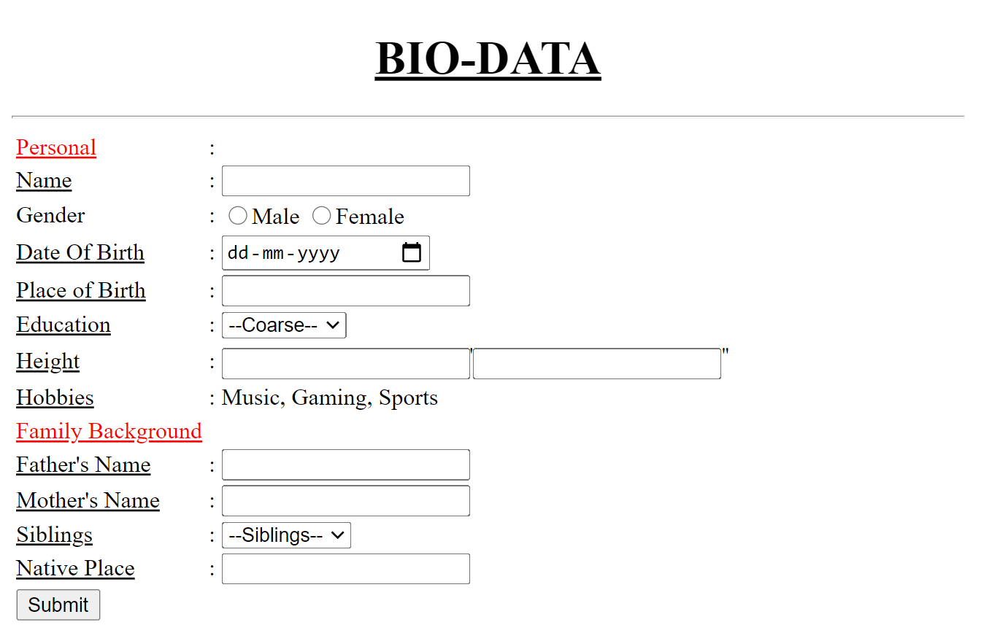 BIO-DATA
Personal :
Name :
Gender : Male Female
Date Of Birth : dd-mm-yyyy
Place of Birth :
Education : --Coarse--
Height : ' "
Hobbies : Music, Gaming, Sports
Family Background
Father's Name :
Mother's Name :
Siblings : --Siblings--
Native Place :
Submit